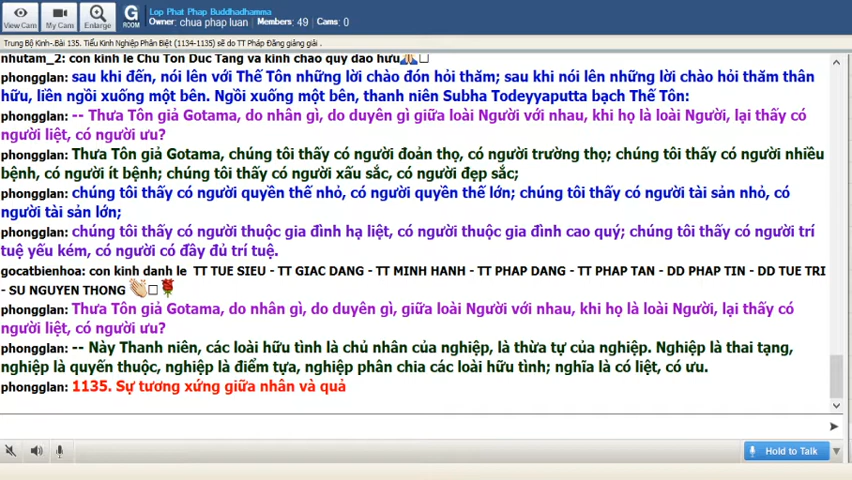 View Cam
My Cam
Enlarge
G
ROOM
Lop Phat Phap Buddhadhamma
Owner: chua phap luan Members: 49 Cams: 0
Trung Bộ Kinh-.Bài 135. Tiểu Kinh Nghiệp Phân Biệt (1134-1135) sẽ do TT Pháp Đăng giảng giải .
nhutam_2: con kinh le Chu Ton Duc Tang va kinh chao quy dao huu🙏□
phongglan: sau khi đến, nói lên với Thế Tôn những lời chào đón hỏi thăm; sau khi nói lên những lời chào hỏi thăm thân
hữu, liền ngồi xuống một bên. Ngồi xuống một bên, thanh niên Subha Todeyyaputta bạch Thế Tôn:
phongglan: -- Thưa Tôn giả Gotama, do nhân gì, do duyên gì giữa loài Người với nhau, khi họ là loài Người, lại thấy có
người liệt, có người ưu?
phongglan: Thưa Tôn giả Gotama, chúng tôi thấy có người đoản thọ, có người trường thọ; chúng tôi thấy có người nhiều
bệnh, có người ít bệnh; chúng tôi thấy có người xấu sắc, có người đẹp sắc;
phongglan: chúng tôi thấy có người quyền thế nhỏ, có người quyền thế lớn; chúng tôi thấy có người tài sản nhỏ, có
người tài sản lớn;
phongglan: chúng tôi thấy có người thuộc gia đình hạ liệt, có người thuộc gia đình cao quý; chúng tôi thấy có người trí
tuệ yếu kém, có người có đầy đủ trí tuệ.
gocatbienhoa: con kinh danh le TT TUE SIEU - TT GIAC DANG - TT MINH HANH - TT PHAP DANG - TT PHAP TAN - DD PHAP TIN - DD TUE TRI
- SU NGUYEN THONG 👏□🌹
phongglan: Thưa Tôn giả Gotama, do nhân gì, do duyên gì, giữa loài Người với nhau, khi họ là loài Người, lại thấy có
người liệt, có người ưu?
phongglan: -- Này Thanh niên, các loài hữu tình là chủ nhân của nghiệp, là thừa tự của nghiệp. Nghiệp là thai tạng,
nghiệp là quyến thuộc, nghiệp là điểm tựa, nghiệp phân chia các loài hữu tình; nghĩa là có liệt, có ưu.
phongglan: 1135. Sự tương xứng giữa nhân và quả
Hold to Talk